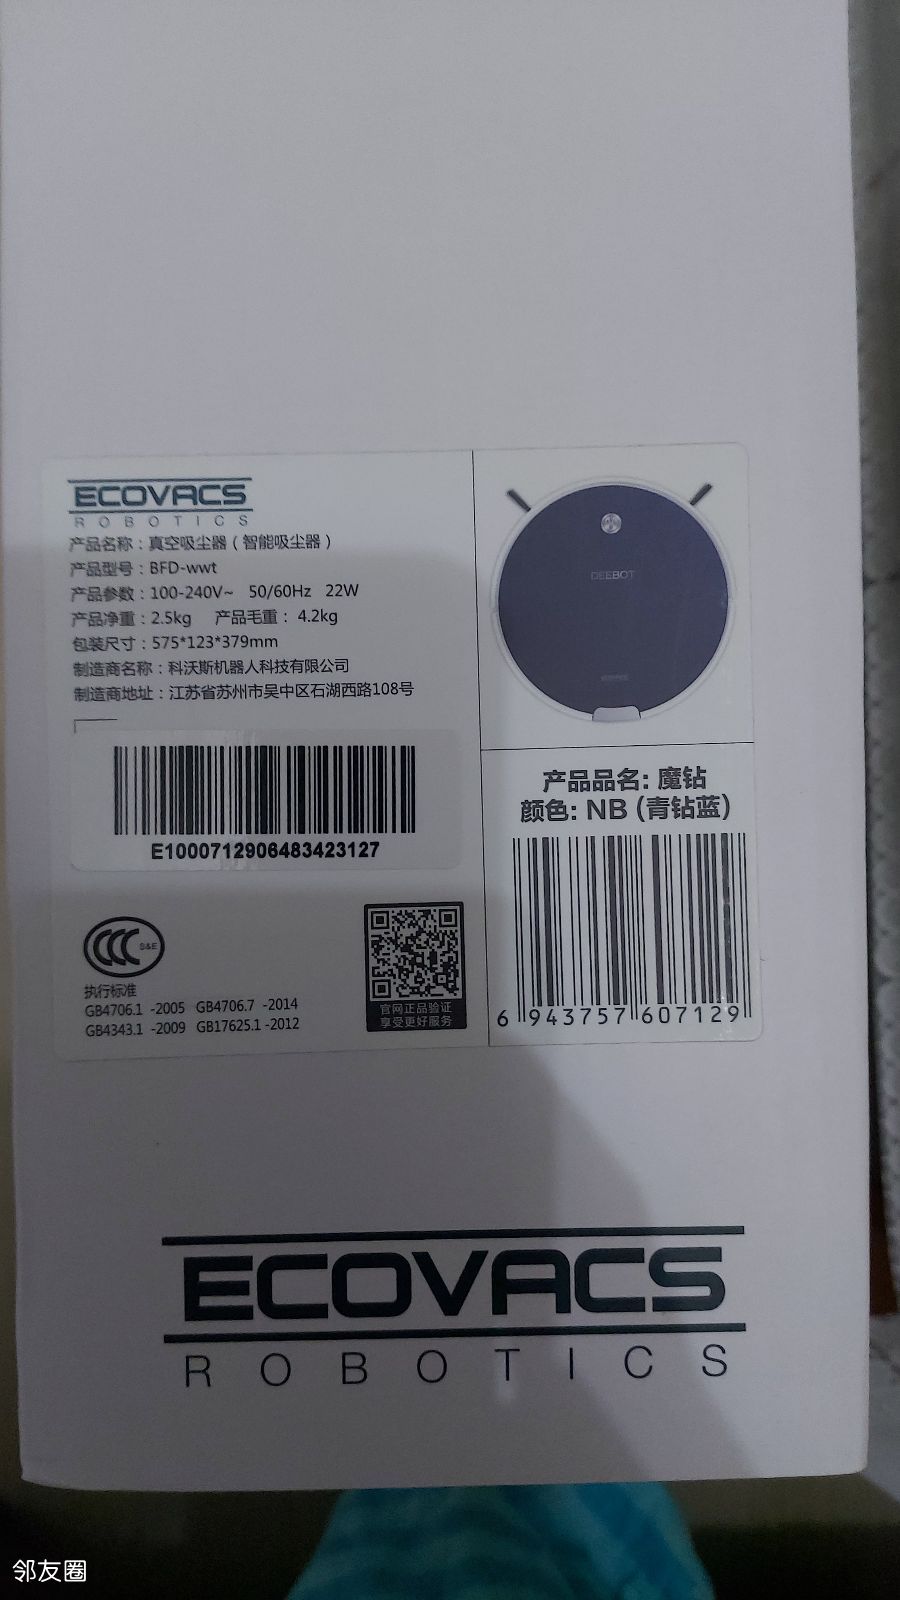 ECOVACS
ROBOTICS
产品名称：真空吸尘器（智能吸尘器）
产品型号：BFD-wwt
产品参数：100-240V~ 50/60Hz 22W
产品净重：2.5kg 产品毛重：4.2kg
包装尺寸：575*123*379mm
制造商名称：科沃斯机器人科技有限公司
制造商地址：江苏省苏州市吴中区石湖西路108号
E1000712906483423127
S&E
执行标准
GB4706.1 -2005 GB4706.7 -2014
GB4343.1 -2009 GB17625.1 -2012
官网正品验证
享受更好服务
DEEBOT
产品品名: 魔钻
颜色: NB (青钻蓝)
6 943757 607129
ECOVACS
ROBOTICS
邻友圈